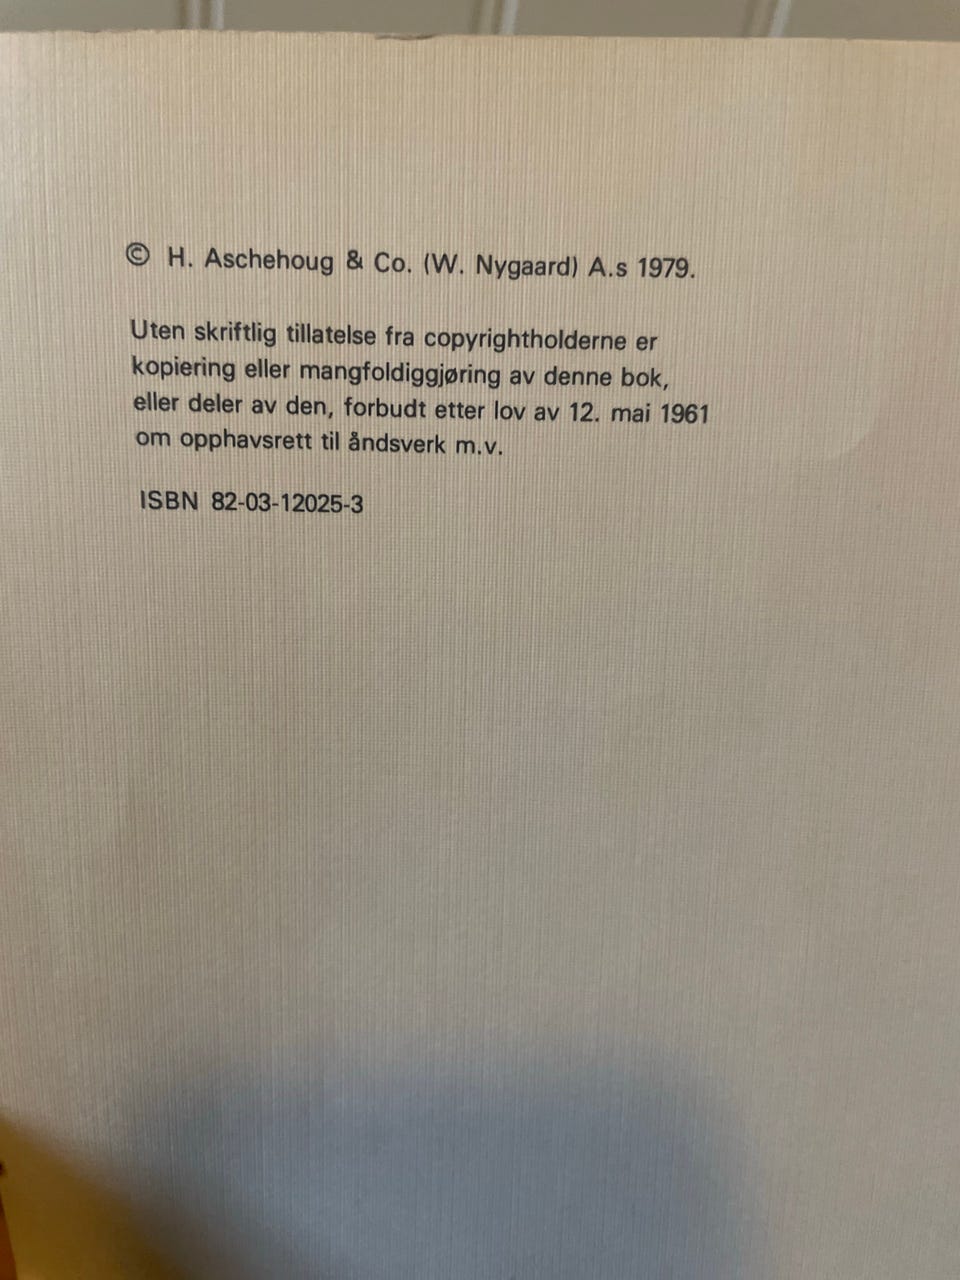 © H. Aschehoug & Co. (W. Nygaard) A.s 1979.
Uten skriftlig tillatelse fra copyrightholderne er
kopiering eller mangfoldiggjøring av denne bok,
eller deler av den, forbudt etter lov av 12. mai 1961
om opphavsrett til åndsverk m.v.
ISBN 82-03-12025-3